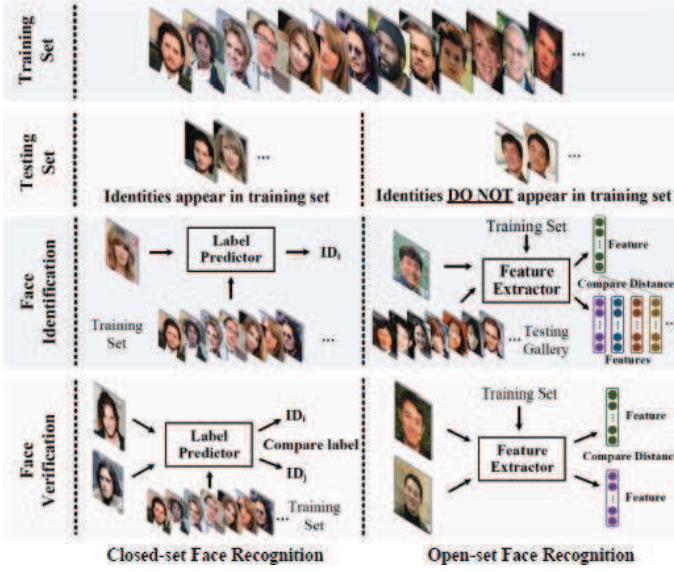 Training
Set
...
Testing
Set
...
Identities appear in training set
...
Identities DO NOT appear in training set
Face
Identification
Label
Predictor
IDi
Training
Set
...
Training Set
Feature
Extractor
Feature
Compare Distance
...
Testing
Gallery
...
Features
Face
Verification
Label
Predictor
IDi
Compare label
IDj
... Training
Set
Training Set
Feature
Extractor
Feature
Compare Distance
Feature
Closed-set Face Recognition
Open-set Face Recognition